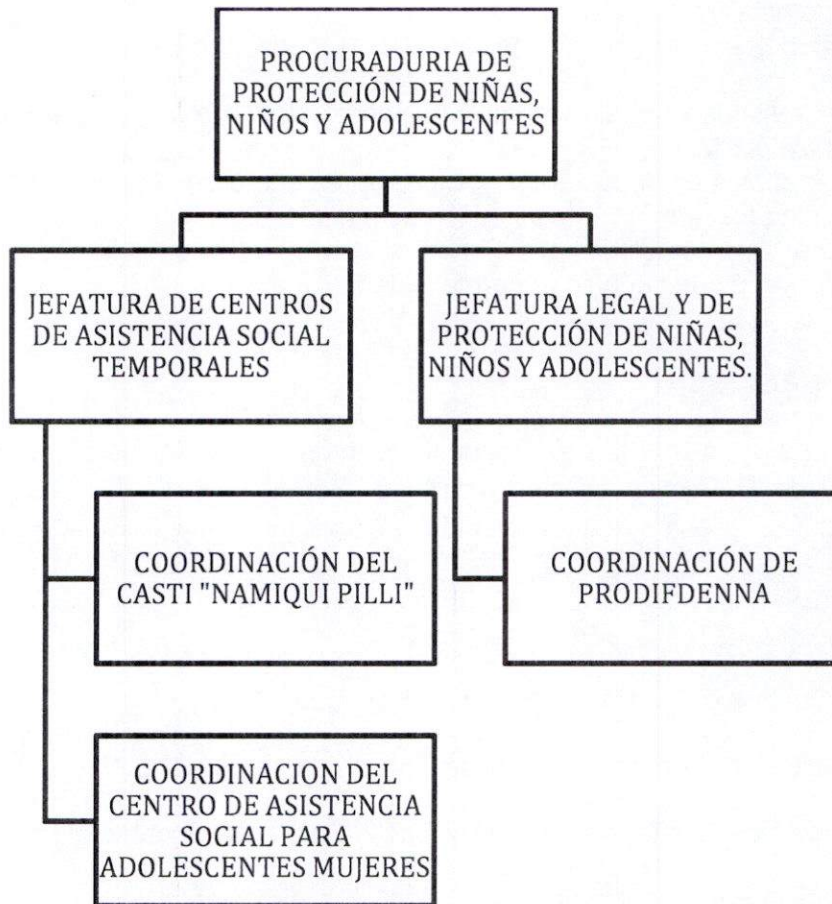 PROCURADURIA DE
PROTECCIÓN DE NIÑAS,
NIÑOS Y ADOLESCENTES
JEFATURA DE CENTROS
DE ASISTENCIA SOCIAL
TEMPORALES
JEFATURA LEGAL Y DE
PROTECCIÓN DE NIÑAS,
NIÑOS Y ADOLESCENTES.
COORDINACIÓN DEL
CASTI "NAMIQUI PILLI"
COORDINACIÓN DE
PRODIFDENNA
COORDINACION DEL
CENTRO DE ASISTENCIA
SOCIAL PARA
ADOLESCENTES MUJERES